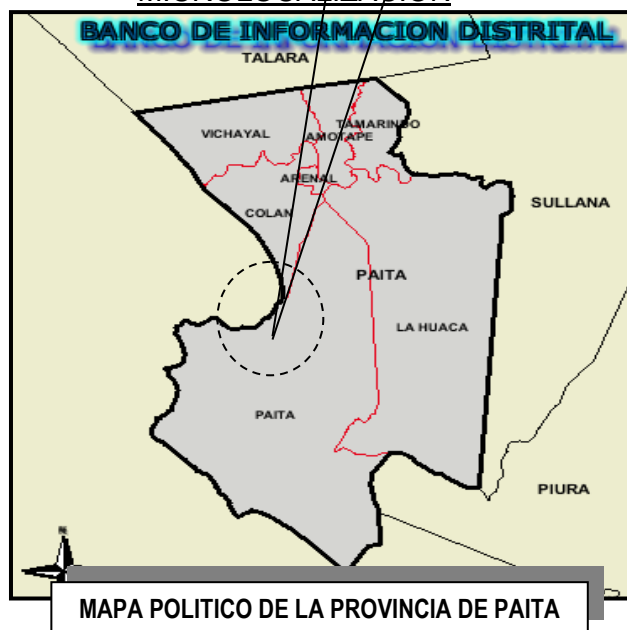 MICROLOCALIZACION
BANCO DE INFORMACION DISTRITAL
TALARA
TAMARINDO
VICHAYAL
AMOTAPE
ARENAL
SULLANA
COLAN
PAITA
LA HUACA
PAITA
PIURA
N
MAPA POLITICO DE LA PROVINCIA DE PAITA